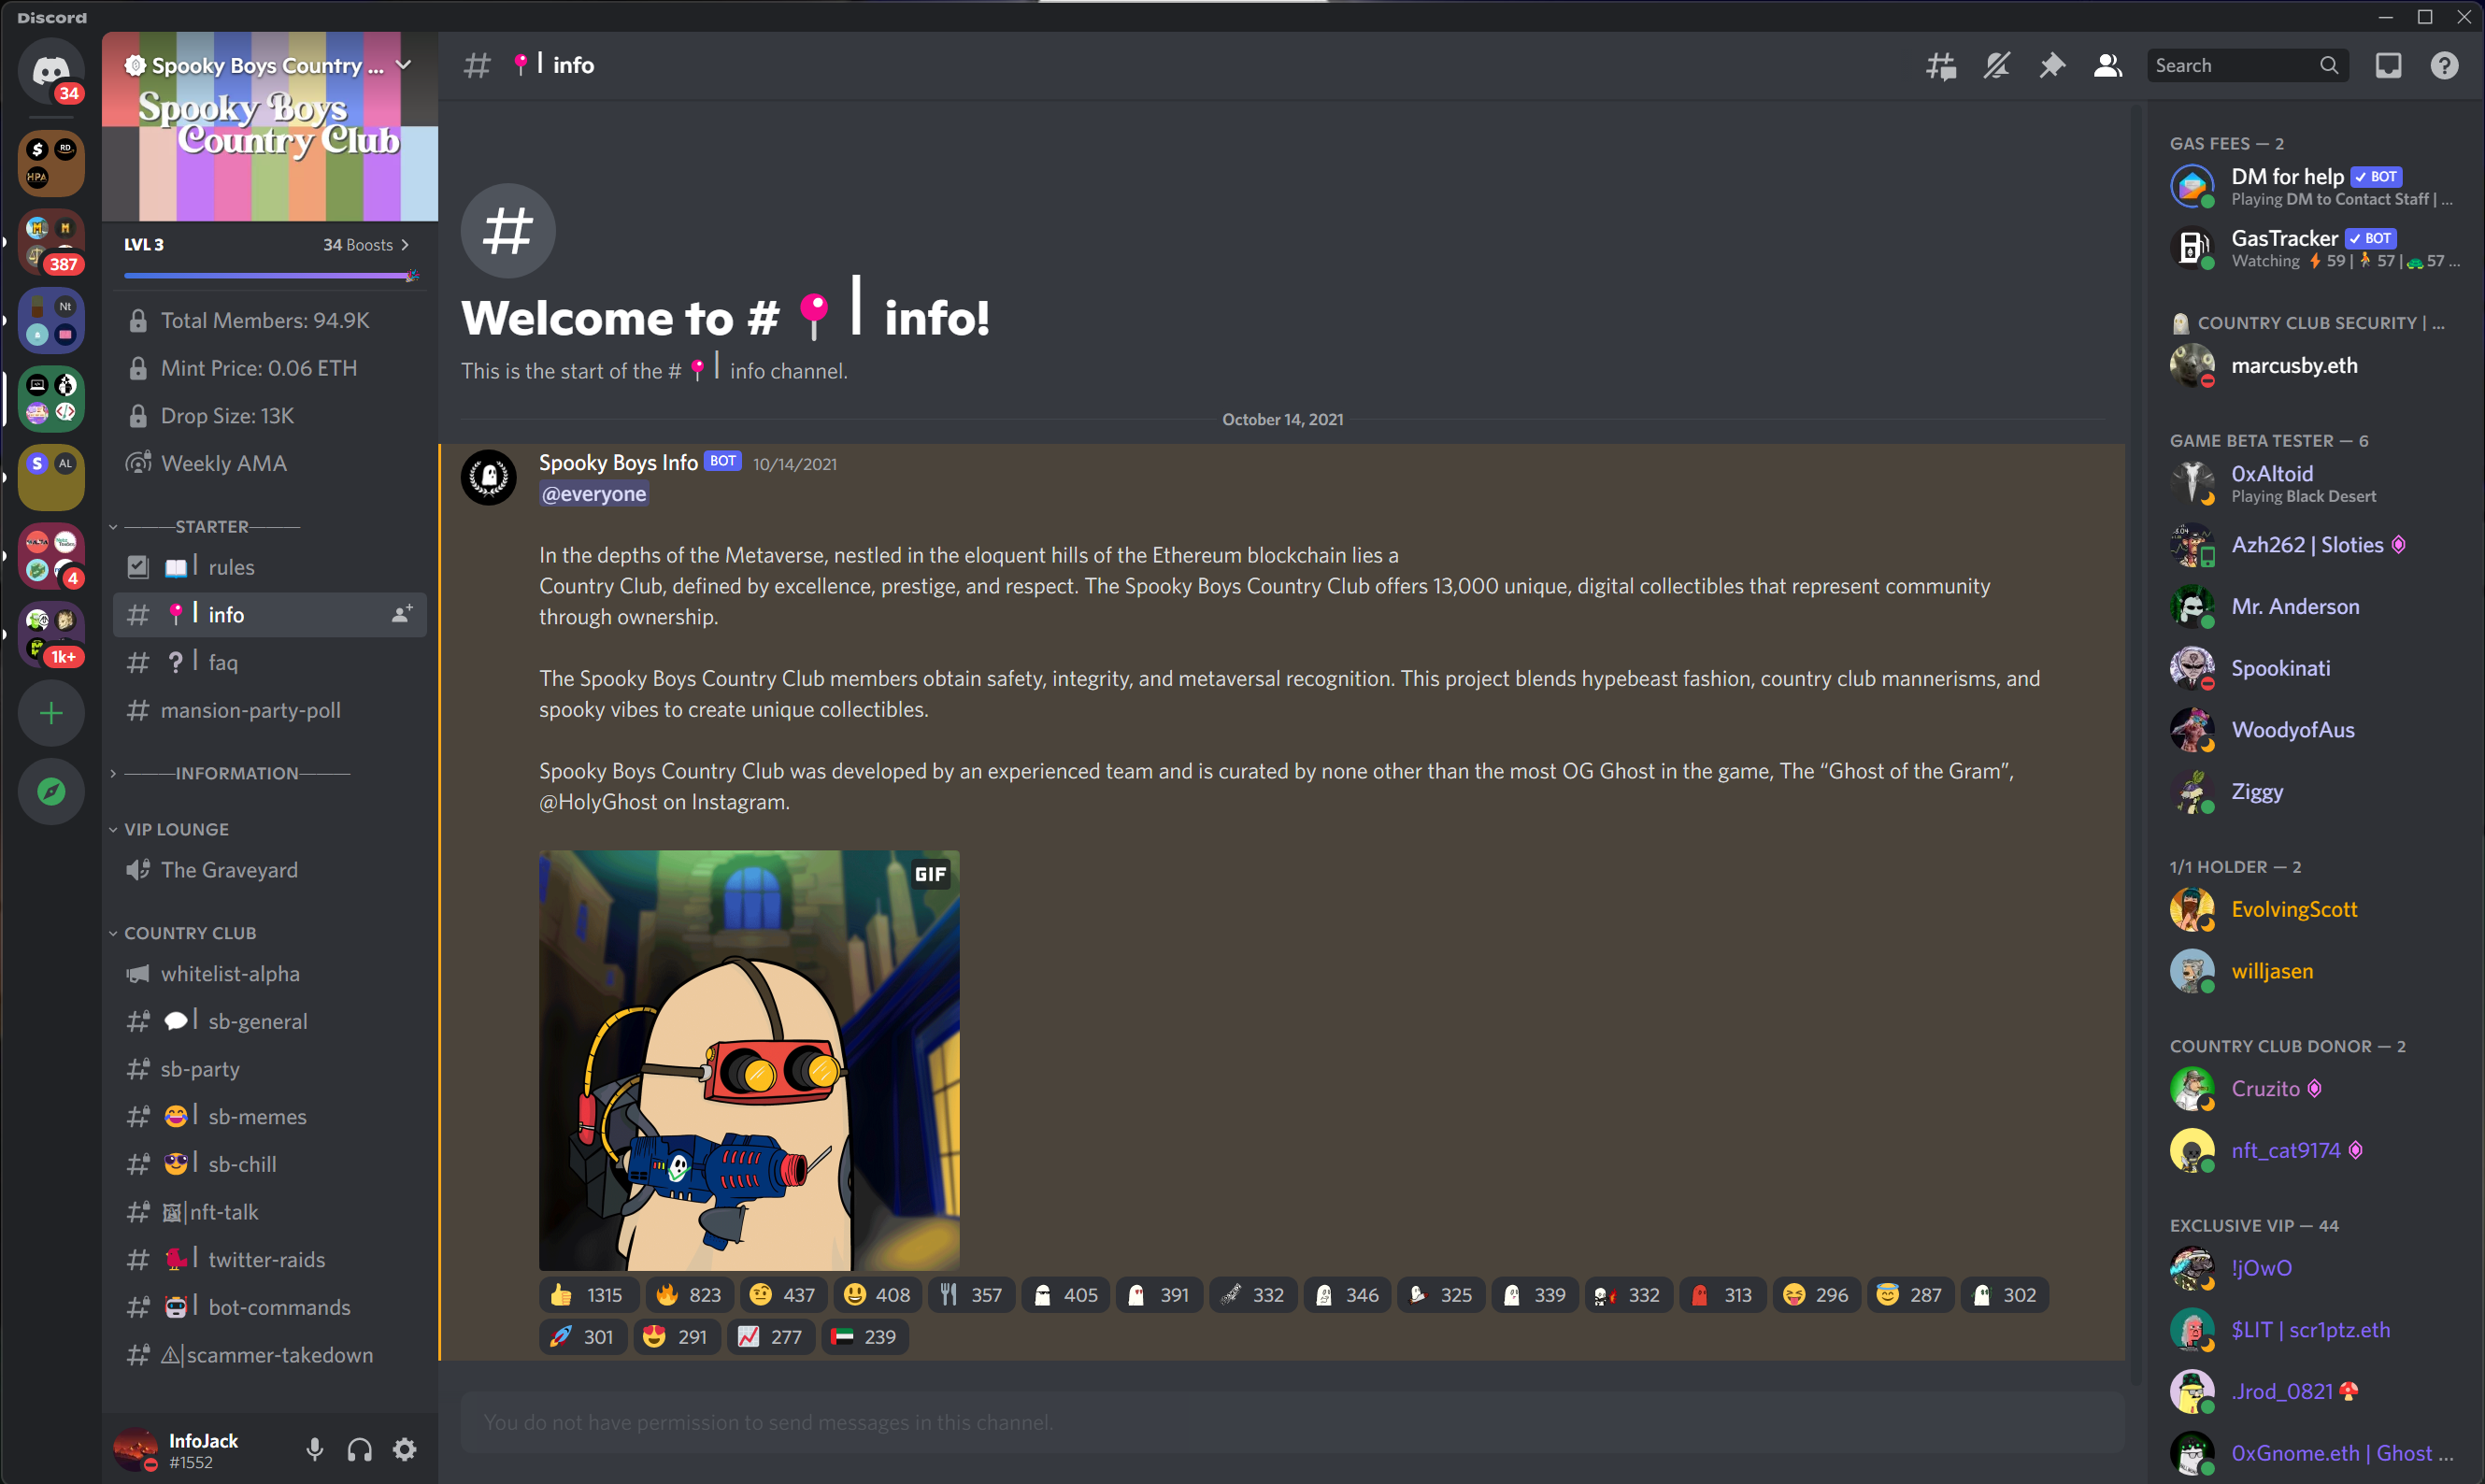 Discord
34
$
RD
HPA
M
M
387
Nt
S
AL
4
1k+
Spooky Boys Country ...
Spooky Boys
Country Club
LVL 3
34 Boosts
Total Members: 94.9K
Mint Price: 0.06 ETH
Drop Size: 13K
Weekly AMA
———STARTER———
📖| rules
📍| info
❓| faq
mansion-party-poll
———INFORMATION———
VIP LOUNGE
The Graveyard
COUNTRY CLUB
whitelist-alpha
💬| sb-general
sb-party
😂| sb-memes
😎| sb-chill
🖼|nft-talk
| twitter-raids
🤖| bot-commands
⚠|scammer-takedown
InfoJack
#1552
# 📍| info
Search
Welcome to # 📍| info!
This is the start of the # 📍| info channel.
October 14, 2021
Spooky Boys Info BOT 10/14/2021
@everyone
In the depths of the Metaverse, nestled in the eloquent hills of the Ethereum blockchain lies a
Country Club, defined by excellence, prestige, and respect. The Spooky Boys Country Club offers 13,000 unique, digital collectibles that represent community
through ownership.
The Spooky Boys Country Club members obtain safety, integrity, and metaversal recognition. This project blends hypebeast fashion, country club mannerisms, and
spooky vibes to create unique collectibles.
Spooky Boys Country Club was developed by an experienced team and is curated by none other than the most OG Ghost in the game, The “Ghost of the Gram”,
@HolyGhost on Instagram.
GIF
1315 823 437 408 357 405 391 332 346 325 339 332 313 296 287 302
301 291 277 239
You do not have permission to send messages in this channel.
GAS FEES — 2
DM for help ✓ BOT
Playing DM to Contact Staff | ...
GasTracker ✓ BOT
Watching ⚡ 59 | 🚶 57 | 🐢 57 ...
COUNTRY CLUB SECURITY | ...
marcusby.eth
GAME BETA TESTER — 6
0xAltoid
Playing Black Desert
Azh262 | Sloties
Mr. Anderson
Spookinati
WoodyofAus
Ziggy
1/1 HOLDER — 2
EvolvingScott
willjasen
COUNTRY CLUB DONOR — 2
Cruzito
nft_cat9174
EXCLUSIVE VIP — 44
!jOwO
$LIT | scr1ptz.eth
.Jrod_0821🍄
0xGnome.eth | Ghost ...